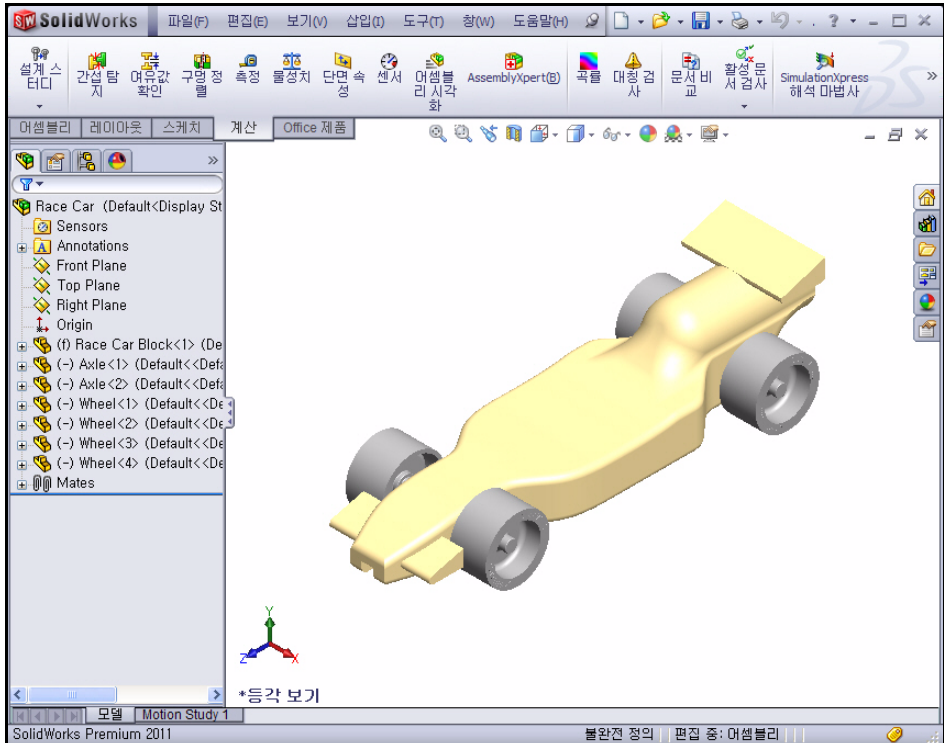 SolidWorks 파일(F) 편집(E) 보기(V) 삽입(I) 도구(T) 창(W) 도움말(H)
설계 스터디 간섭 탐지 여유값 확인 구멍 정렬 측정 물성치 단면 속성 센서 어셈블리 시각화 AssemblyXpert(B) 곡률 대칭 검사 문서 비교 활성 문서 검사 SimulationXpress 해석 마법사
어셈블리 레이아웃 스케치 계산 Office 제품
Race Car (Default<Display St
Sensors
A Annotations
Front Plane
Top Plane
Right Plane
Origin
(f) Race Car Block<1> (De
(-) Axle<1> (Default<<Defa
(-) Axle<2> (Default<<Defa
(-) Wheel<1> (Default<<De
(-) Wheel<2> (Default<<De
(-) Wheel<3> (Default<<De
(-) Wheel<4> (Default<<De
Mates
Y
Z X
*등각 보기
모델 Motion Study 1
SolidWorks Premium 2011 불완전 정의 편집 중: 어셈블리